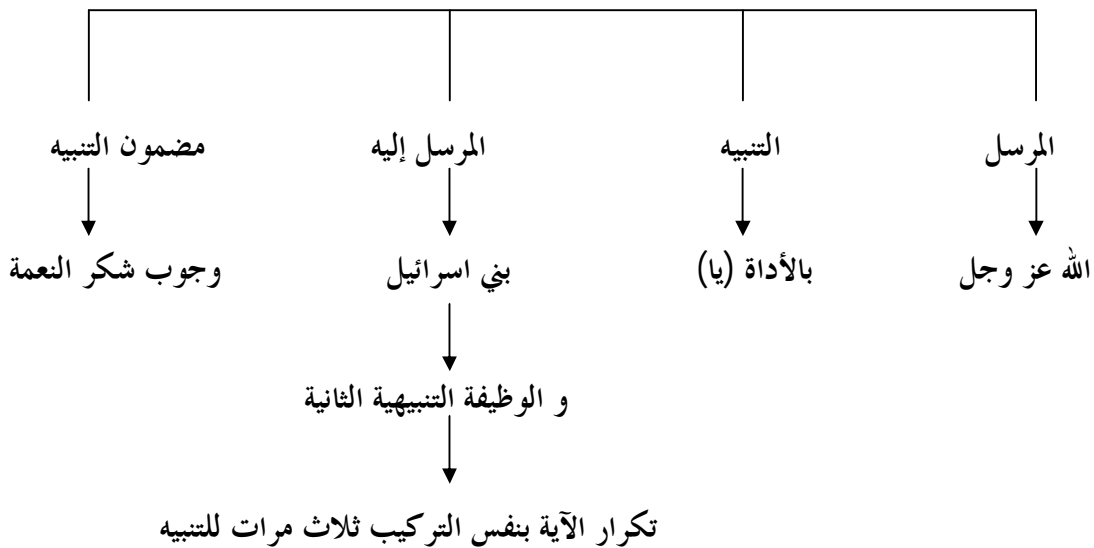 المرسل
التنبيه
المرسل إليه
مضمون التنبيه
الله عز وجل
بالأداة (يا)
بني اسرائيل
وجوب شكر النعمة
و الوظيفة التنبيهية الثانية
تكرار الآية بنفس التركيب ثلاث مرات للتنبيه